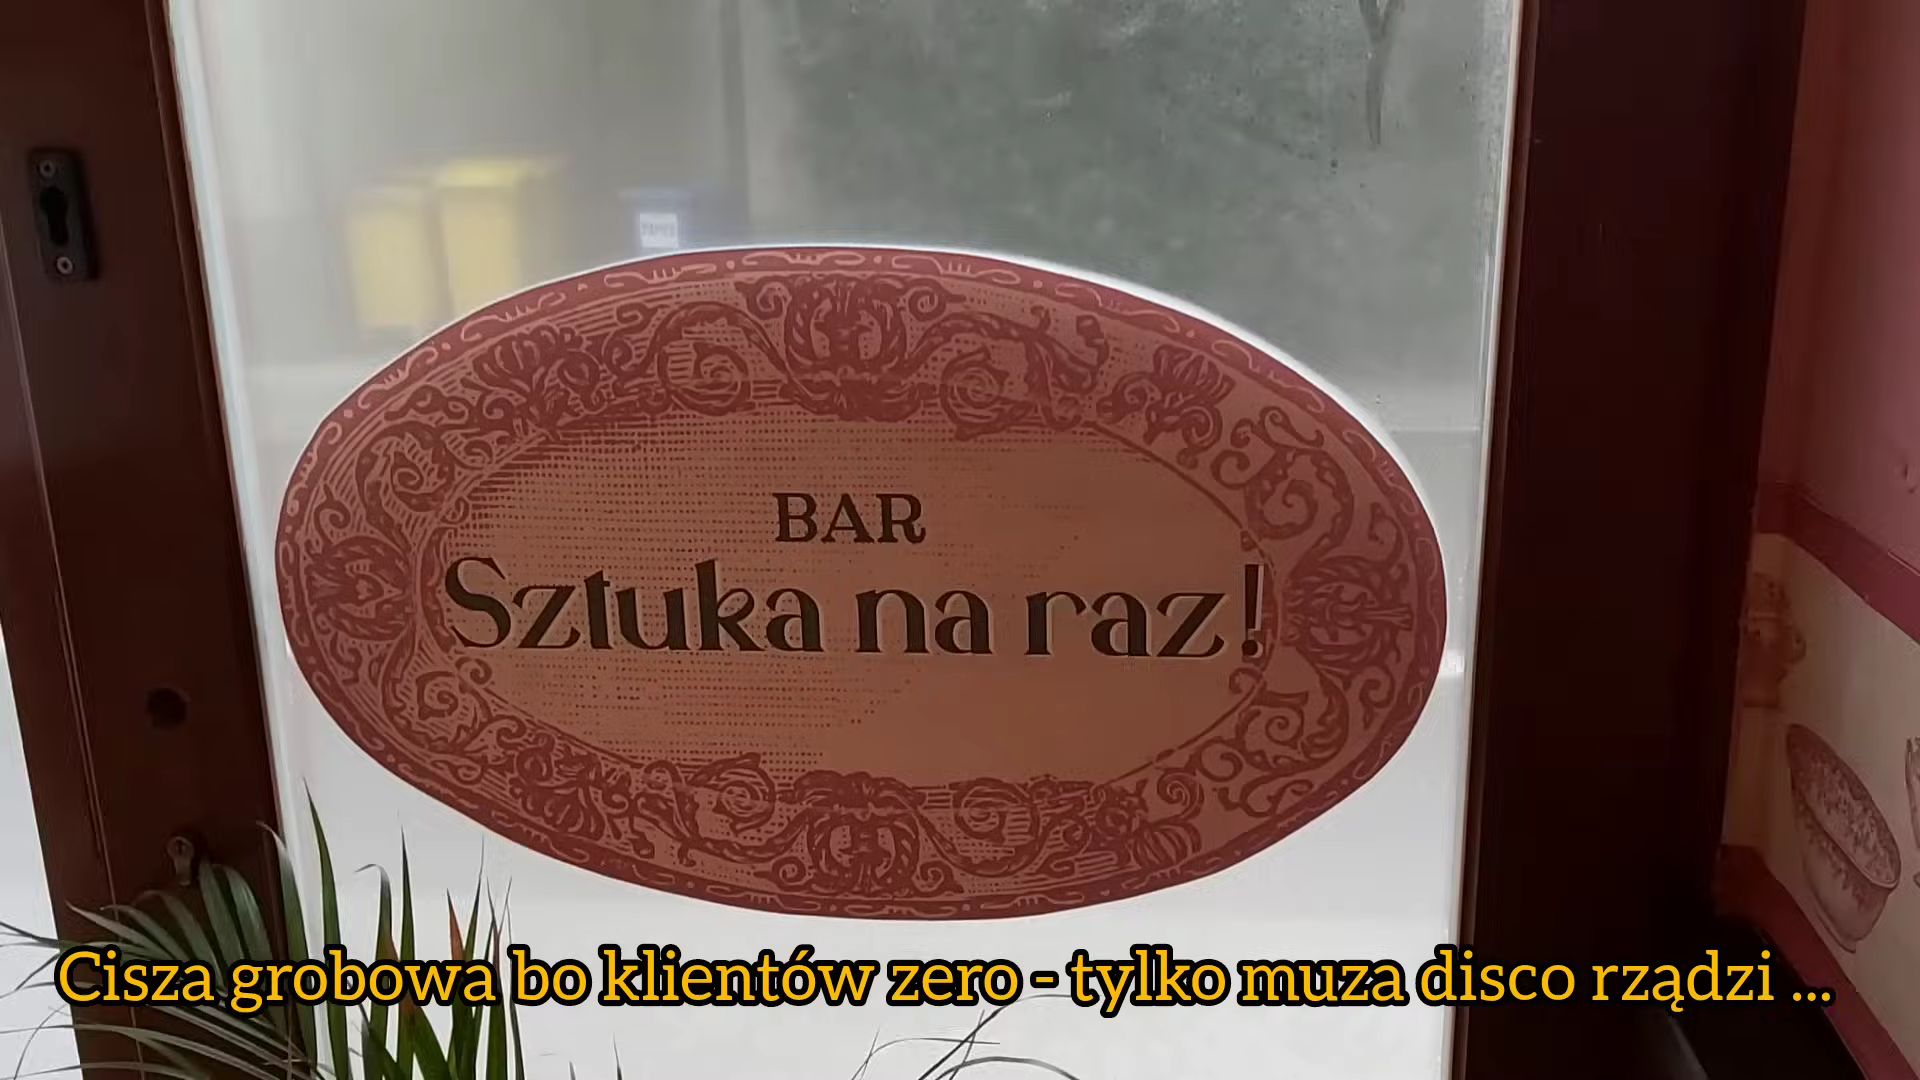 BAR
Sztuka na raz!
Cisza grobowa bo klientów zero - tylko muza disco rządzi ...